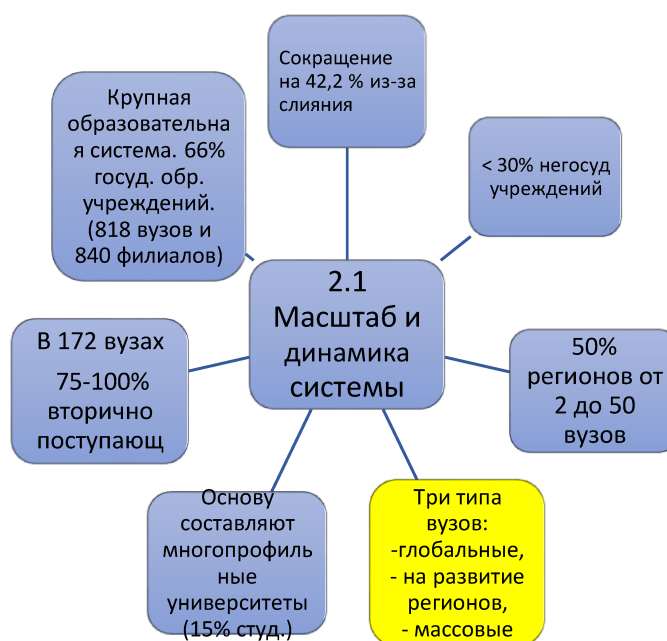 Сокращение
на 42,2 % из-за
слияния
Крупная
образовательна
я система. 66%
госуд. обр.
учреждений.
(818 вузов и
840 филиалов)
< 30% негосуд
учреждений
2.1
Масштаб и
динамика
системы
В 172 вузах
75-100%
вторично
поступающ
50%
регионов от
2 до 50
вузов
Основу
составляют
многопрофиль
ные
университеты
(15% студ.)
Три типа
вузов:
-глобальные,
- на развитие
регионов,
- массовые